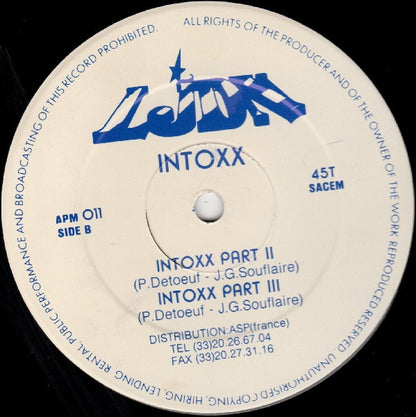 ALL RIGHTS OF THE PRODUCER AND OF THE OWNER OF THE WORK REPRODUCED RESERVED UNAUTHORISED COPYING, HIRING, LENDING RENTAL PUBLIC PERFORMANCE AND BROADCASTING OF THIS RECORD PROHIBITED.
INTOXX
45T
SACEM
APM 011
SIDE B
INTOXX PART II
(P.Detoeuf - J.G.Souflaire)
INTOXX PART III
(P.Detoeuf - J.G.Souflaire)
DISTRIBUTION:ASP(france)
TEL (33)20.26.67.04
FAX (33)20.27.31.16